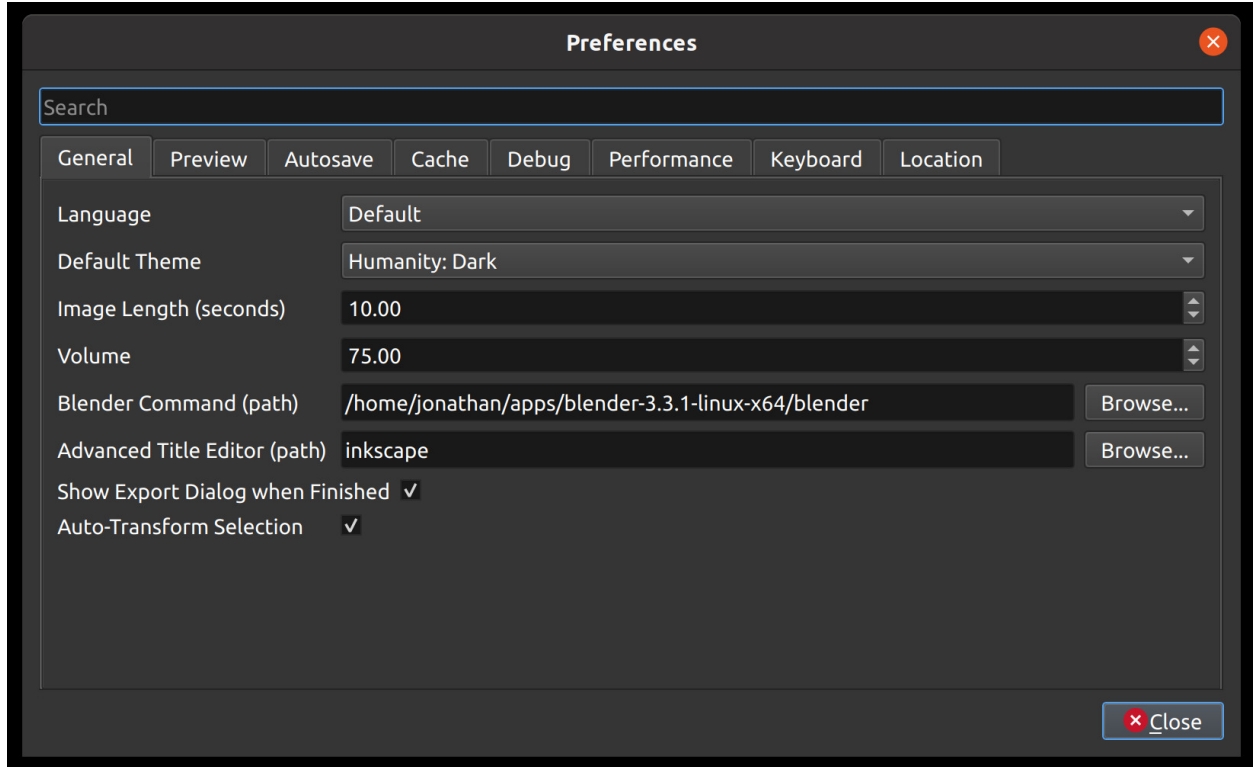 Preferences
Search
General Preview Autosave Cache Debug Performance Keyboard Location
Language Default
Default Theme Humanity: Dark
Image Length (seconds) 10.00
Volume 75.00
Blender Command (path) /home/jonathan/apps/blender-3.3.1-linux-x64/blender Browse...
Advanced Title Editor (path) inkscape Browse...
Show Export Dialog when Finished
Auto-Transform Selection
Close